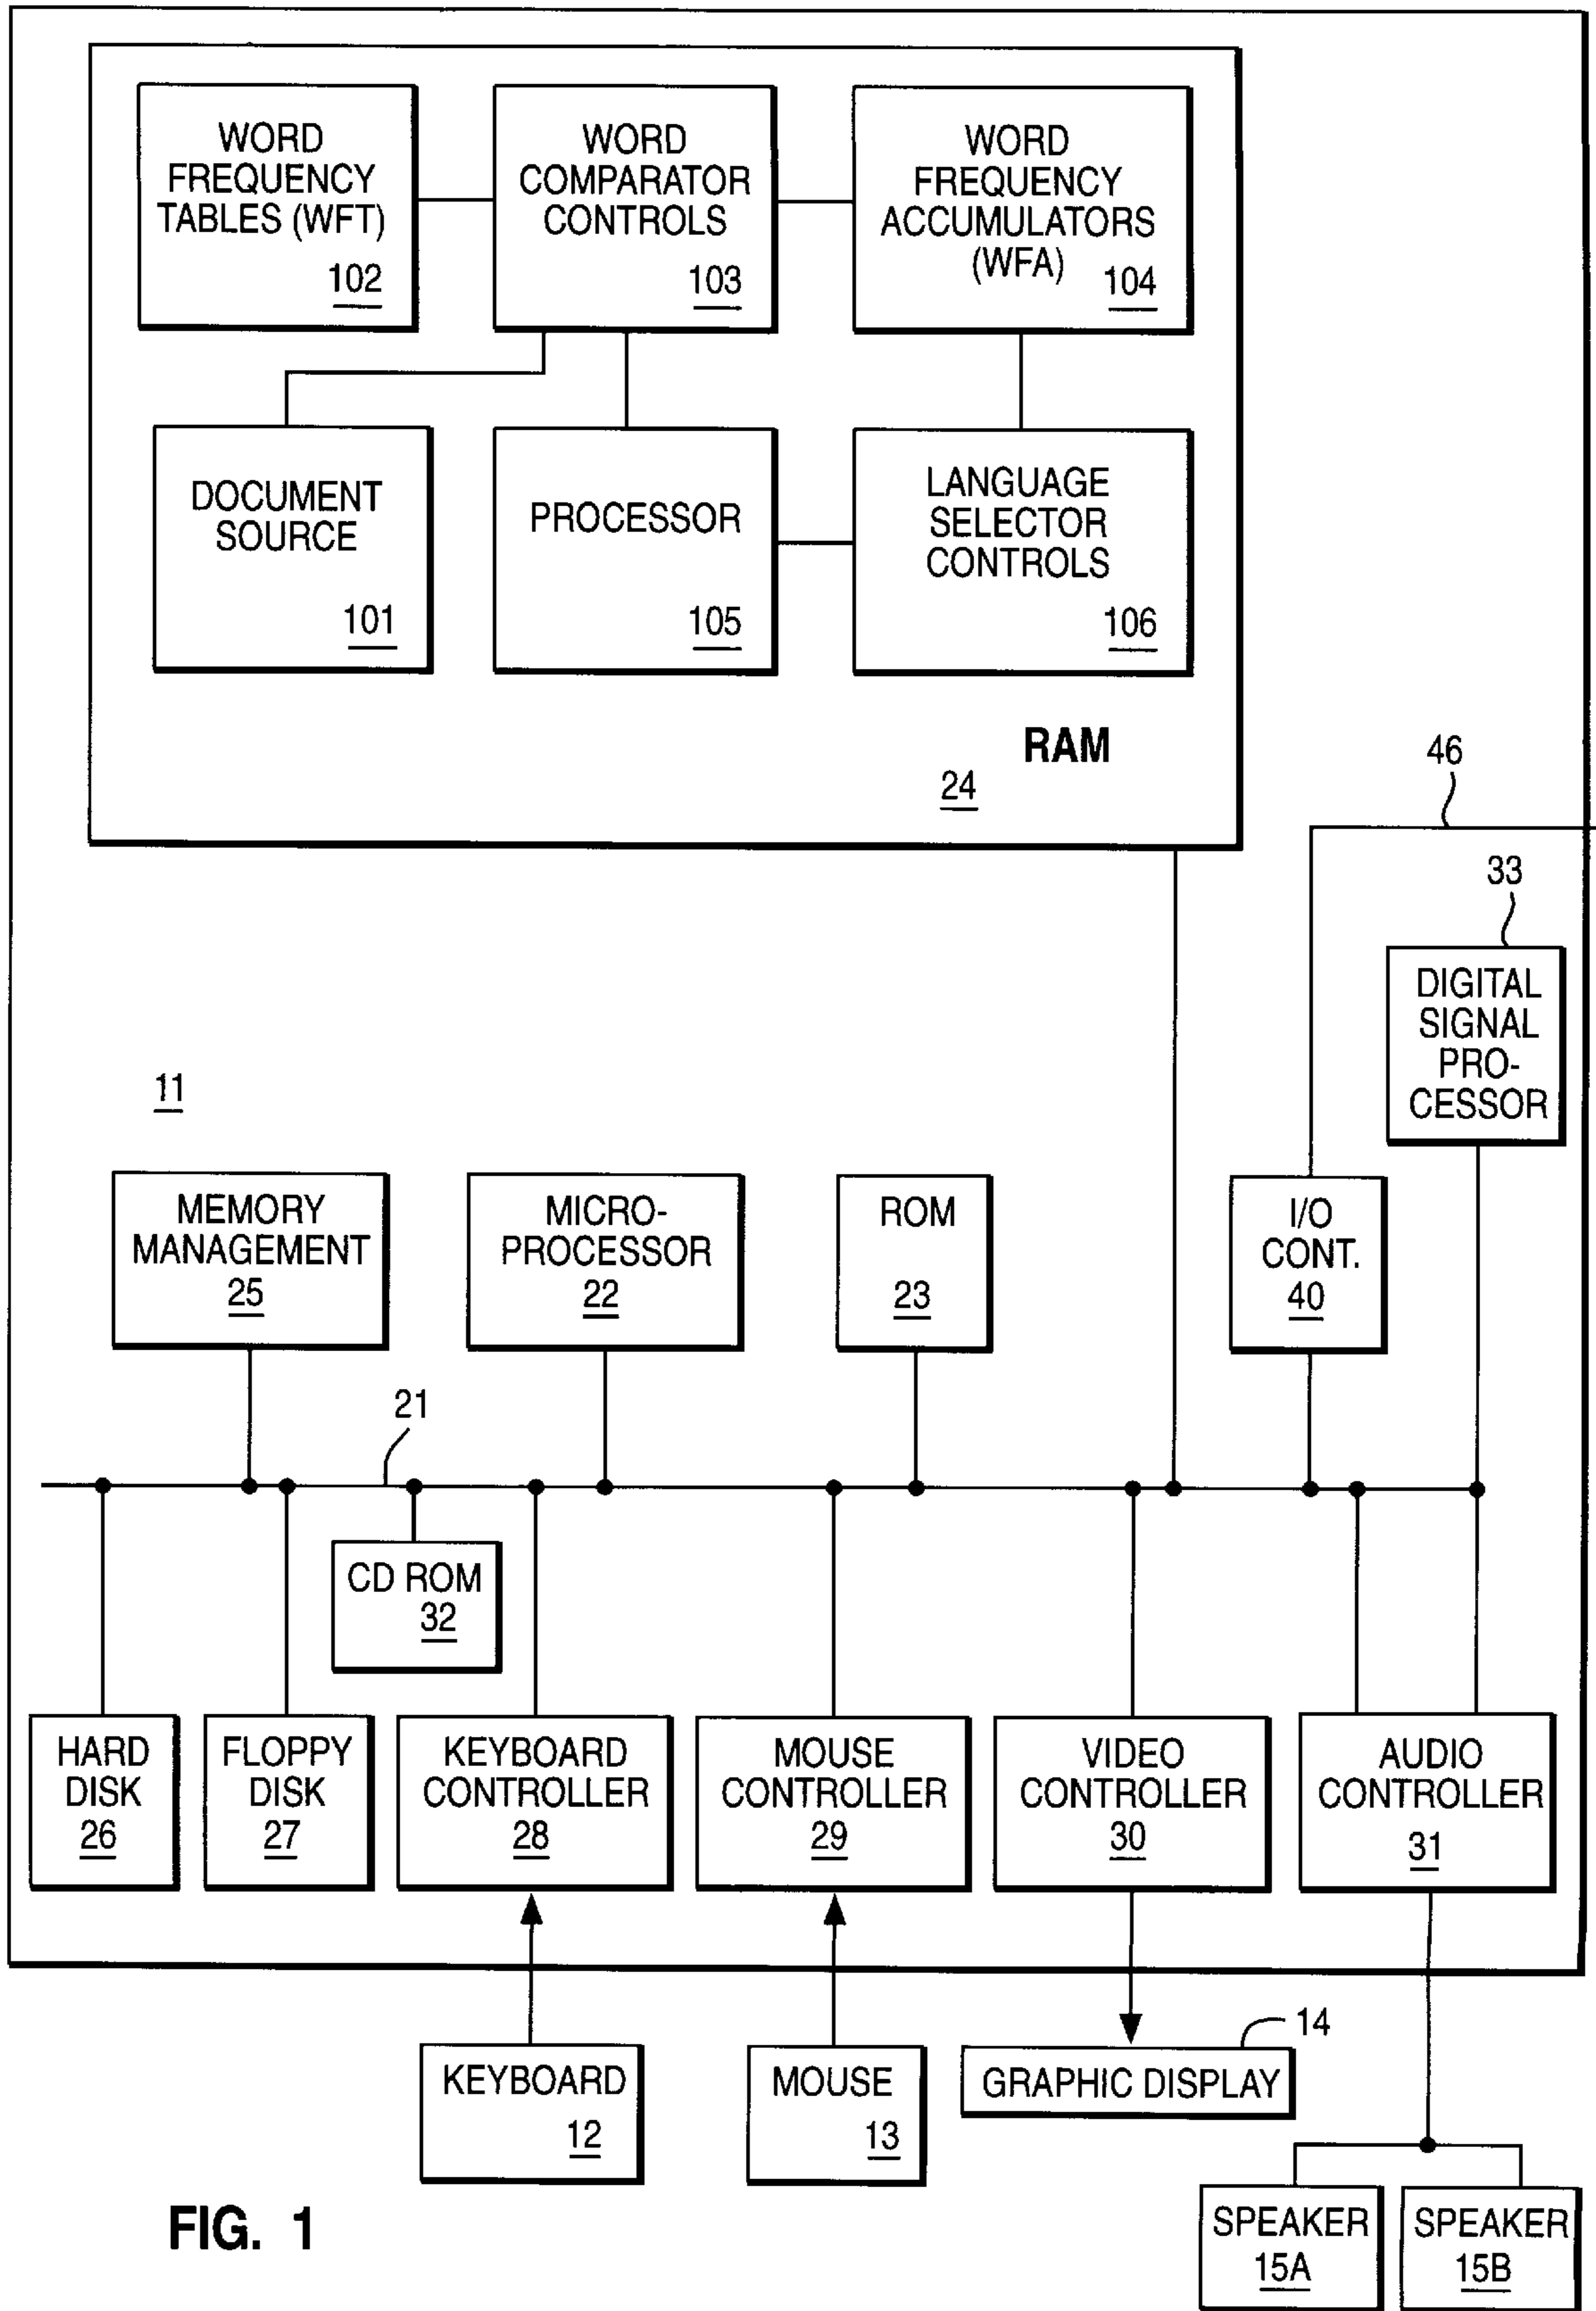 WORD
FREQUENCY
TABLES (WFT)
102
WORD
COMPARATOR
CONTROLS
103
WORD
FREQUENCY
ACCUMULATORS
(WFA)
104
DOCUMENT
SOURCE
101
PROCESSOR
105
LANGUAGE
SELECTOR
CONTROLS
106
RAM
24
46
33
DIGITAL
SIGNAL
PRO-
CESSOR
11
MEMORY
MANAGEMENT
25
MICRO-
PROCESSOR
22
ROM
23
I/O
CONT.
40
21
CD ROM
32
HARD
DISK
26
FLOPPY
DISK
27
KEYBOARD
CONTROLLER
28
MOUSE
CONTROLLER
29
VIDEO
CONTROLLER
30
AUDIO
CONTROLLER
31
KEYBOARD
12
MOUSE
13
14
GRAPHIC DISPLAY
SPEAKER
15A
SPEAKER
15B
FIG. 1